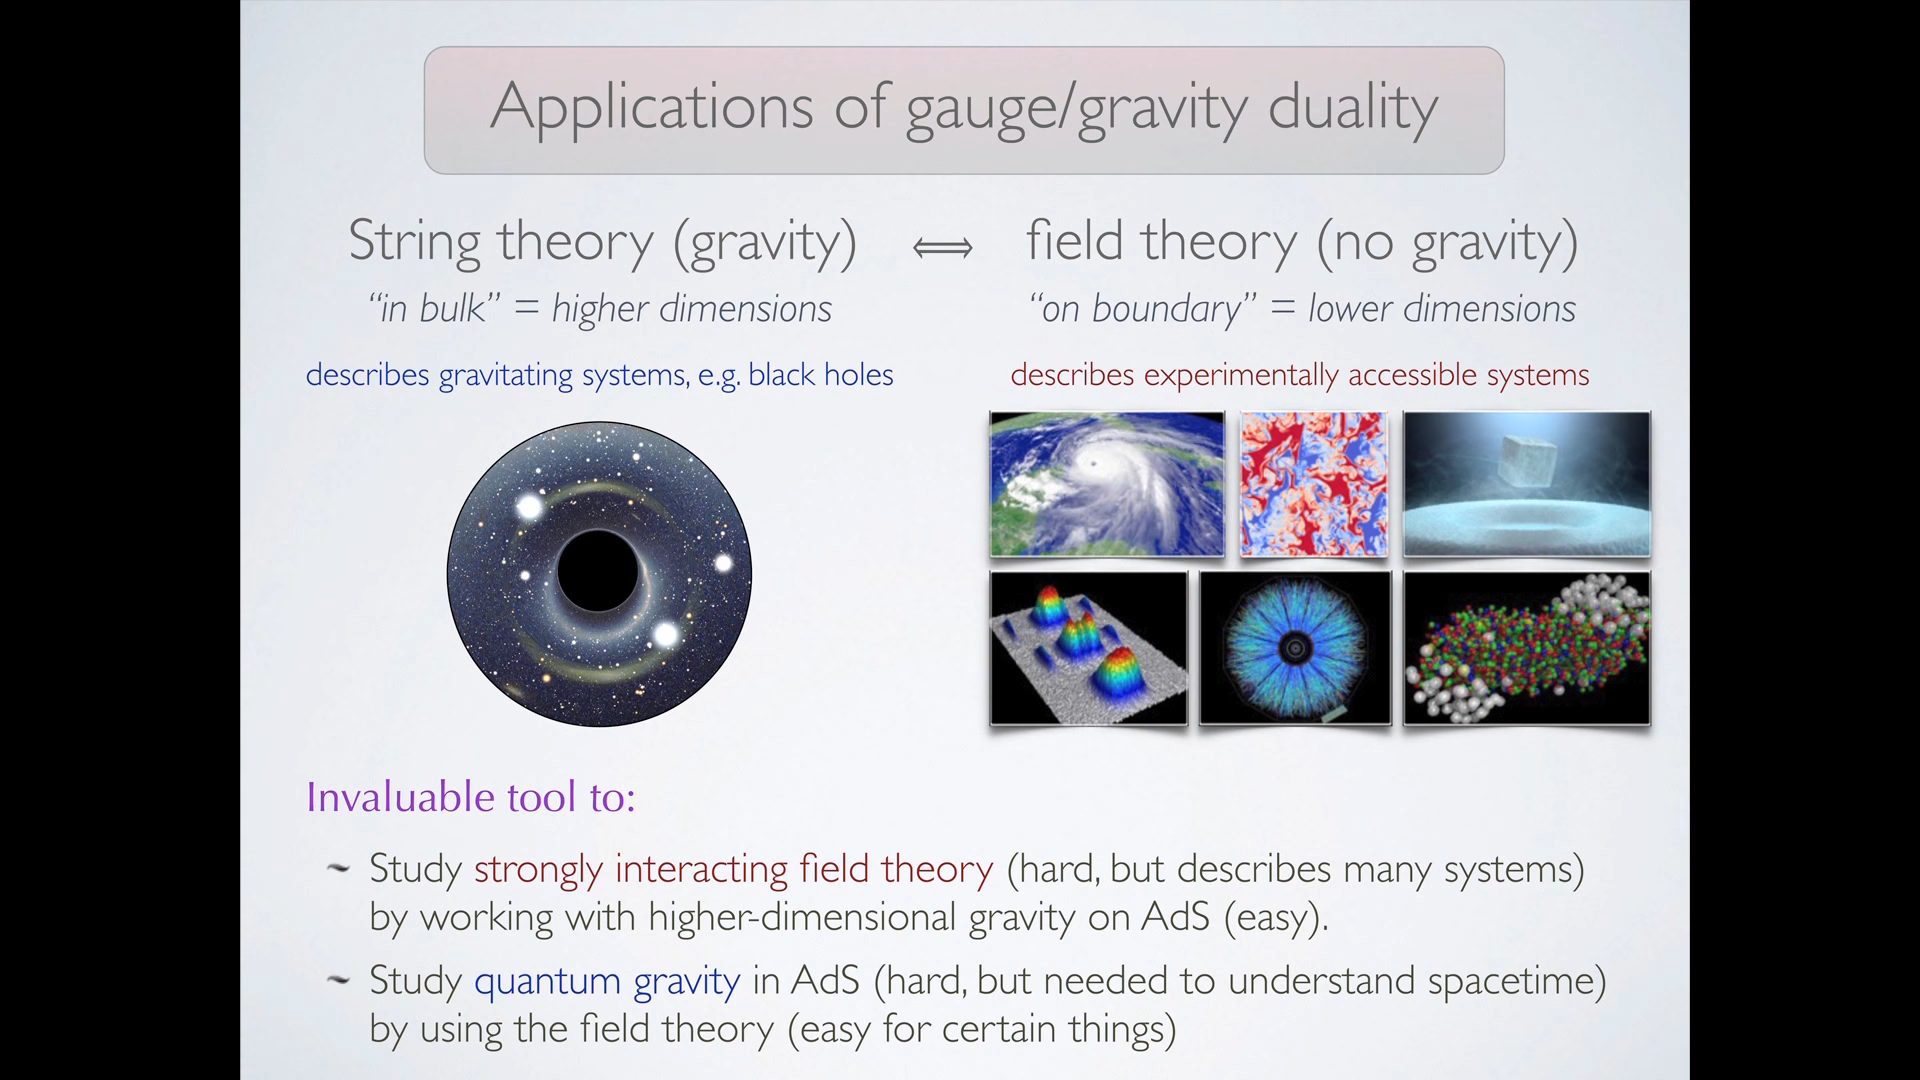 Applications of gauge/gravity duality
String theory (gravity) ⟺ field theory (no gravity)
“in bulk” = higher dimensions
“on boundary” = lower dimensions
describes gravitating systems, e.g. black holes
describes experimentally accessible systems
Invaluable tool to:
~ Study strongly interacting field theory (hard, but describes many systems)
by working with higher-dimensional gravity on AdS (easy).
~ Study quantum gravity in AdS (hard, but needed to understand spacetime)
by using the field theory (easy for certain things)